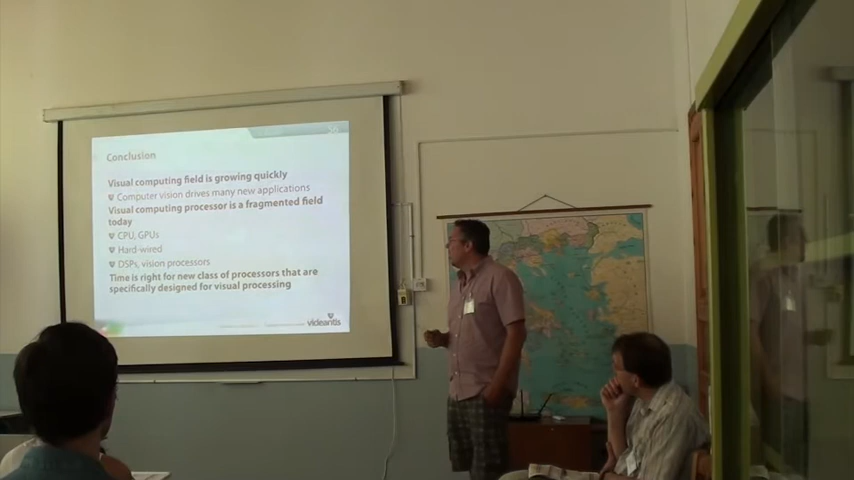 Conclusion
Visual computing field is growing quickly
Computer vision drives many new applications
Visual computing processor is a fragmented field
today
CPU, GPUs
Hard-wired
DSPs, vision processors
Time is right for new class of processors that are
specifically designed for visual processing
videantis